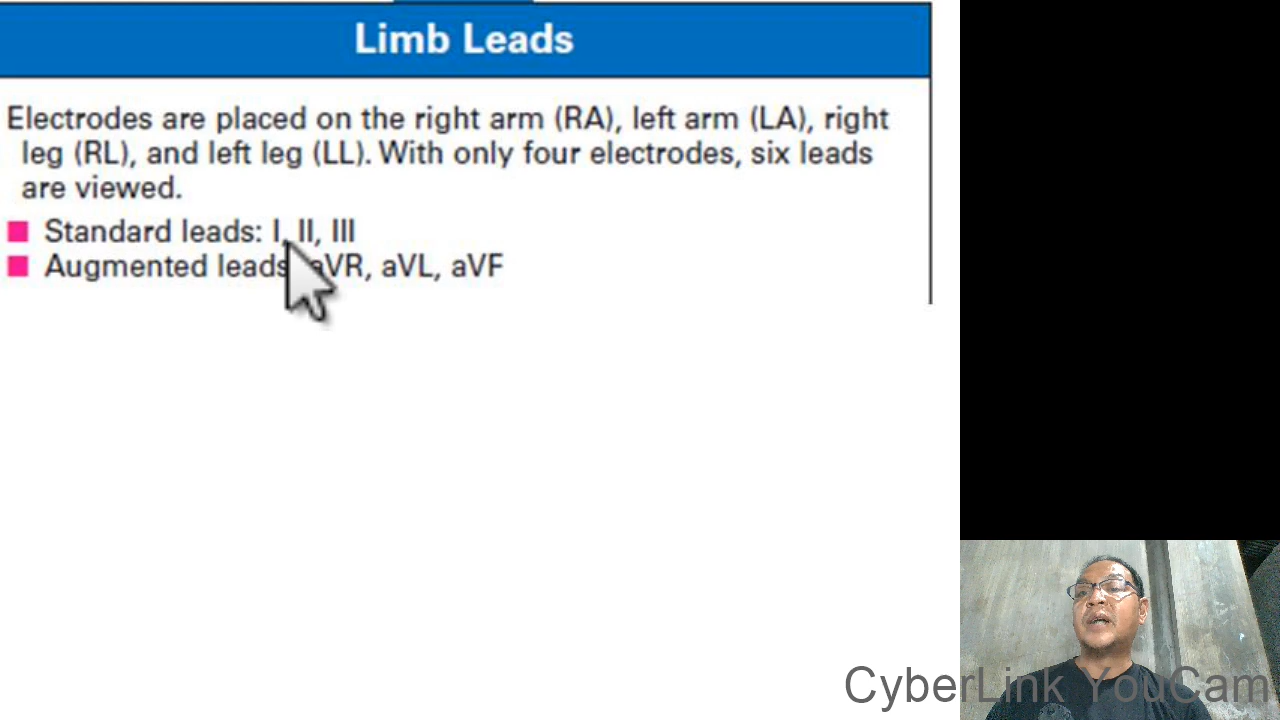 Limb Leads
Electrodes are placed on the right arm (RA), left arm (LA), right
leg (RL), and left leg (LL). With only four electrodes, six leads
are viewed.
Standard leads: I, II, III
Augmented leads aVR, aVL, aVF
CyberLink YouCam